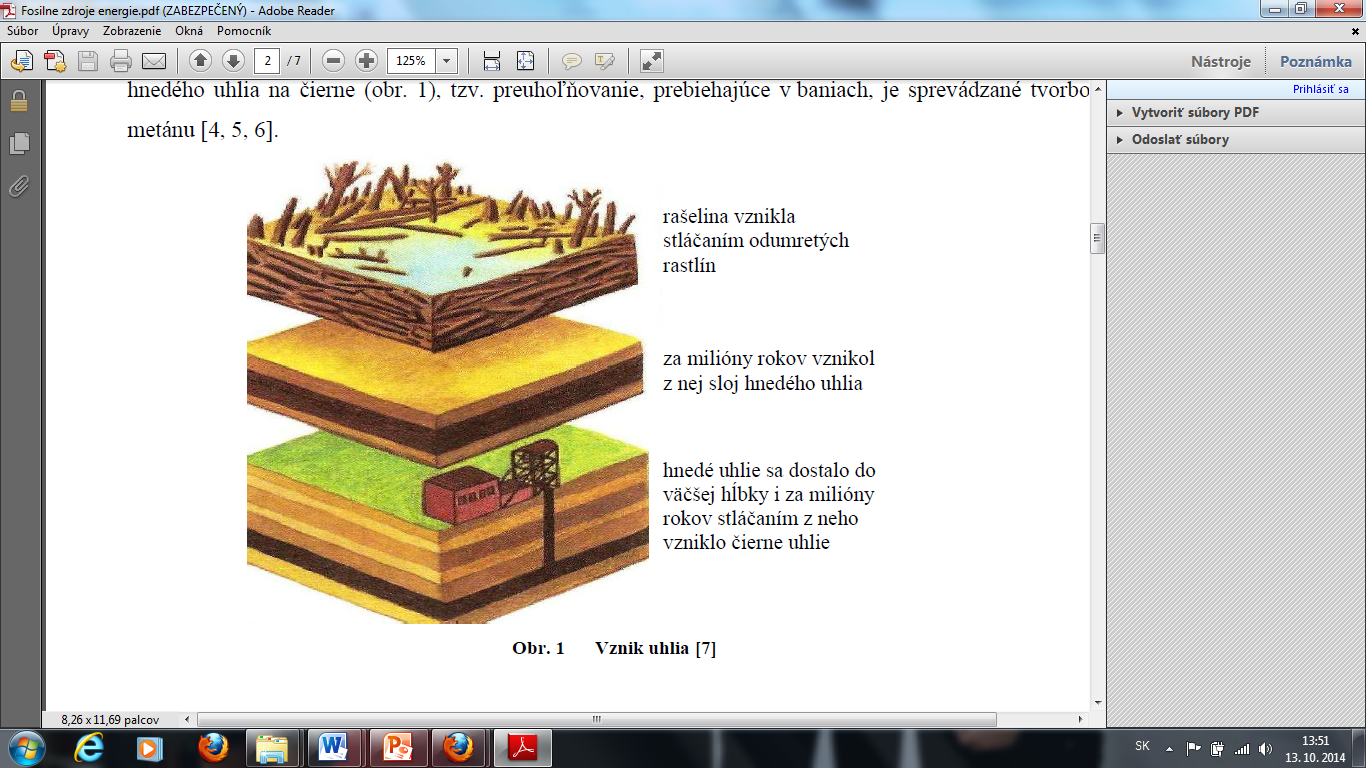 Fosilne zdroje energie.pdf (ZABEZPEČENÝ) - Adobe Reader
Súbor Úpravy Zobrazenie Okná Pomocník
2 / 7 125% Nástroje Poznámka
Prihlásiť sa
Vytvoriť súbory PDF
Odoslať súbory
hnedého uhlia na čierne (obr. 1), tzv. preuhoľňovanie, prebiehajúce v baniach, je sprevádzané tvorbo
metánu [4, 5, 6].
rašelina vznikla
stláčaním odumretých
rastlín
za milióny rokov vznikol
z nej sloj hnedého uhlia
hnedé uhlie sa dostalo do
väčšej hĺbky i za milióny
rokov stláčaním z neho
vzniklo čierne uhlie
Obr. 1 Vznik uhlia [7]
8,26 x 11,69 palcov
SK 13:51
13. 10. 2014